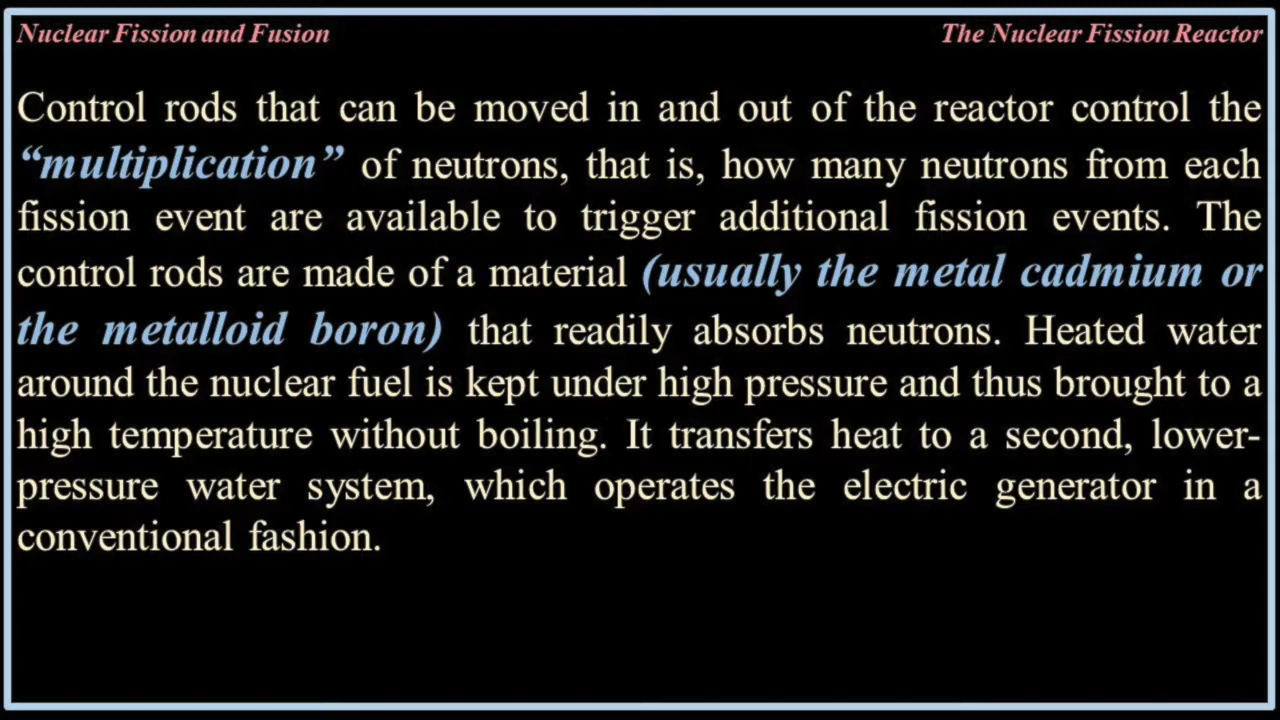 Nuclear Fission and Fusion
The Nuclear Fission Reactor
Control rods that can be moved in and out of the reactor control the
“multiplication” of neutrons, that is, how many neutrons from each
fission event are available to trigger additional fission events. The
control rods are made of a material (usually the metal cadmium or
the metalloid boron) that readily absorbs neutrons. Heated water
around the nuclear fuel is kept under high pressure and thus brought to a
high temperature without boiling. It transfers heat to a second, lower-
pressure water system, which operates the electric generator in a
conventional fashion.